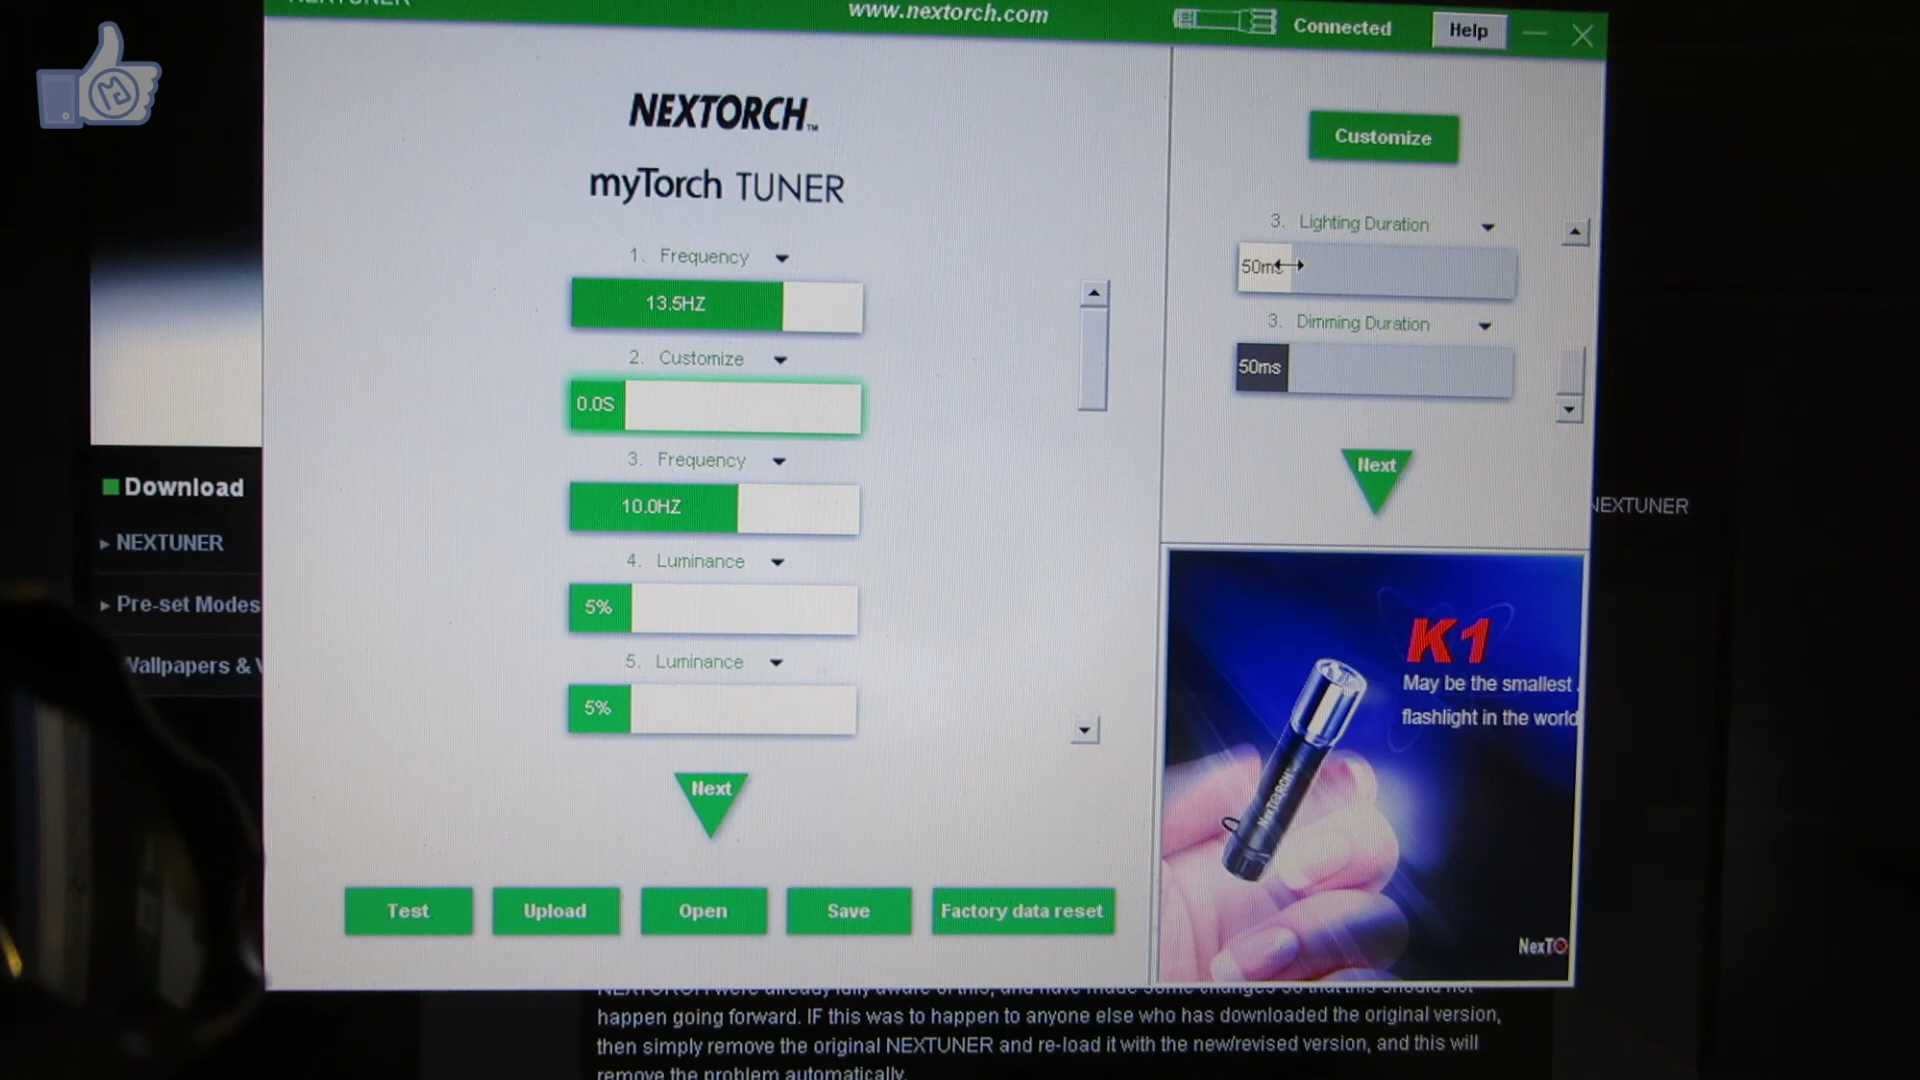 www.nextorch.com
Connected
Help
NEXTORCH™
myTorch TUNER
1. Frequency
13.5HZ
2. Customize
0.0S
3. Frequency
10.0HZ
4. Luminance
5%
5. Luminance
5%
Next
Test
Upload
Open
Save
Factory data reset
Customize
3. Lighting Duration
50ms
3. Dimming Duration
50ms
Next
K1
May be the smallest
flashlight in the world
NEXTORCH
NexTO
Download
NEXTUNER
Pre-set Modes
Wallpapers &
NEXTUNER
happen going forward. IF this was to happen to anyone else who has downloaded the original version,
then simply remove the original NEXTUNER and re-load it with the new/revised version, and this will
remove the problem automatically.